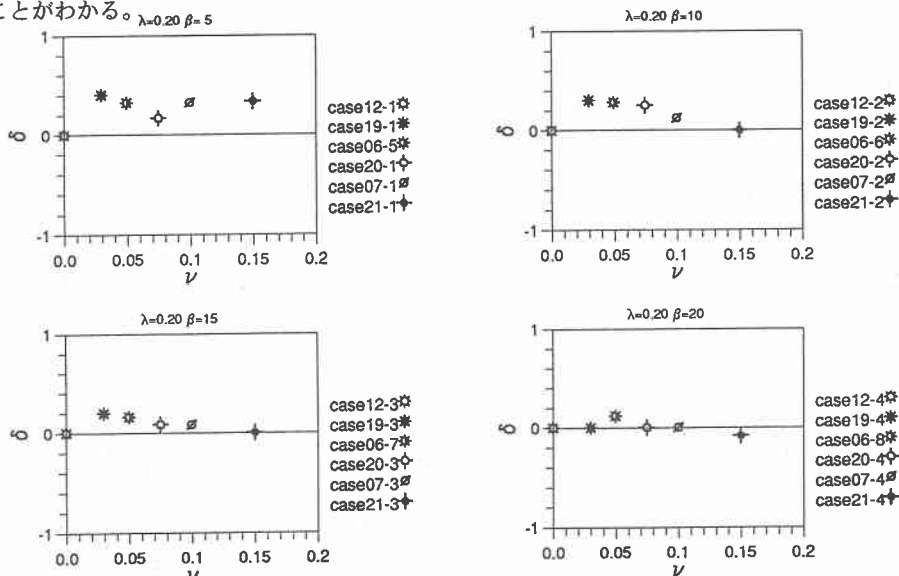 ことがわかる。
λ=0.20 β= 5
1
δ
0
-1
0.0 0.05 0.1 0.15 0.2
ν
case12-1
case19-1
case06-5
case20-1
case07-1
case21-1
λ=0.20 β=10
1
δ
0
-1
0.0 0.05 0.1 0.15 0.2
ν
case12-2
case19-2
case06-6
case20-2
case07-2
case21-2
λ=0.20 β=15
1
δ
0
-1
0.0 0.05 0.1 0.15 0.2
ν
case12-3
case19-3
case06-7
case20-3
case07-3
case21-3
λ=0.20 β=20
1
δ
0
-1
0.0 0.05 0.1 0.15 0.2
ν
case12-4
case19-4
case06-8
case20-4
case07-4
case21-4